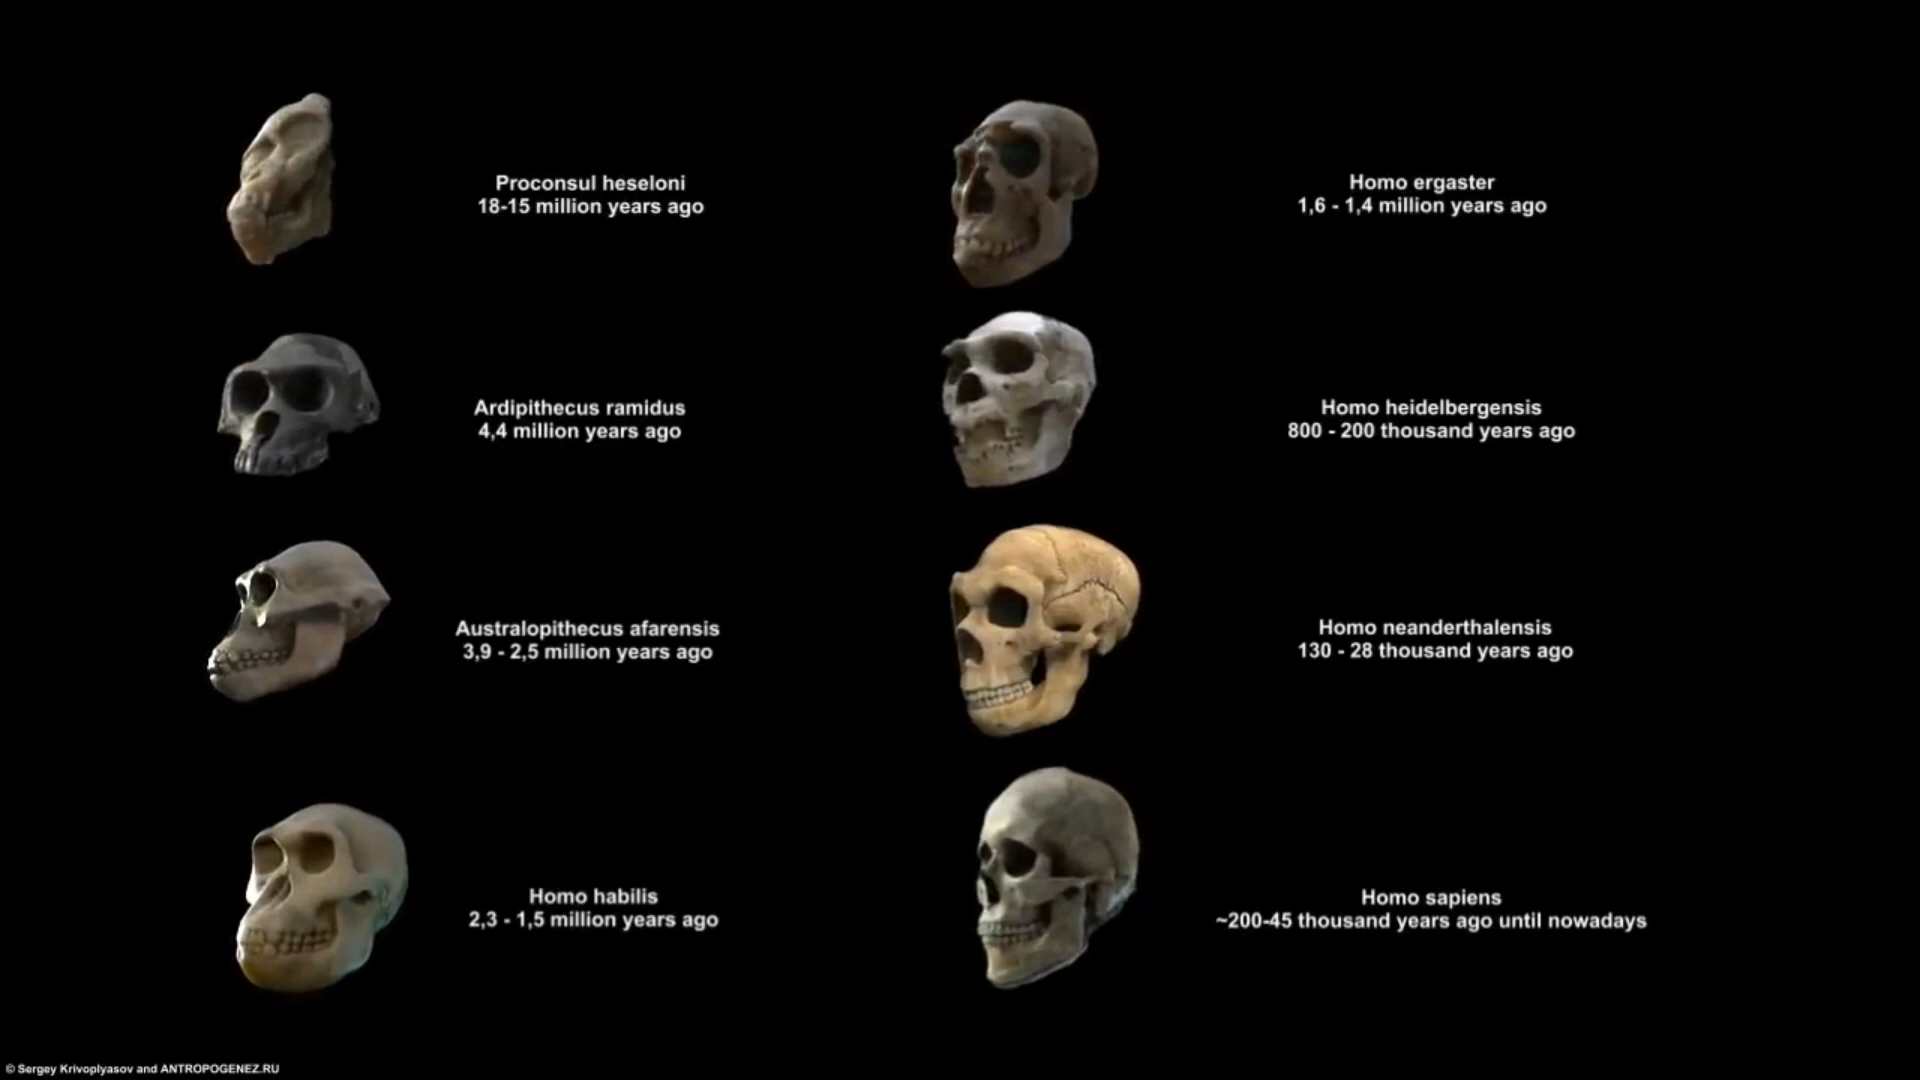 Proconsul heseloni
18-15 million years ago
Ardipithecus ramidus
4,4 million years ago
Australopithecus afarensis
3,9 - 2,5 million years ago
Homo habilis
2,3 - 1,5 million years ago
Homo ergaster
1,6 - 1,4 million years ago
Homo heidelbergensis
800 - 200 thousand years ago
Homo neanderthalensis
130 - 28 thousand years ago
Homo sapiens
~200-45 thousand years ago until nowadays
© Sergey Krivoplyasov and ANTROPOGENEZ.RU